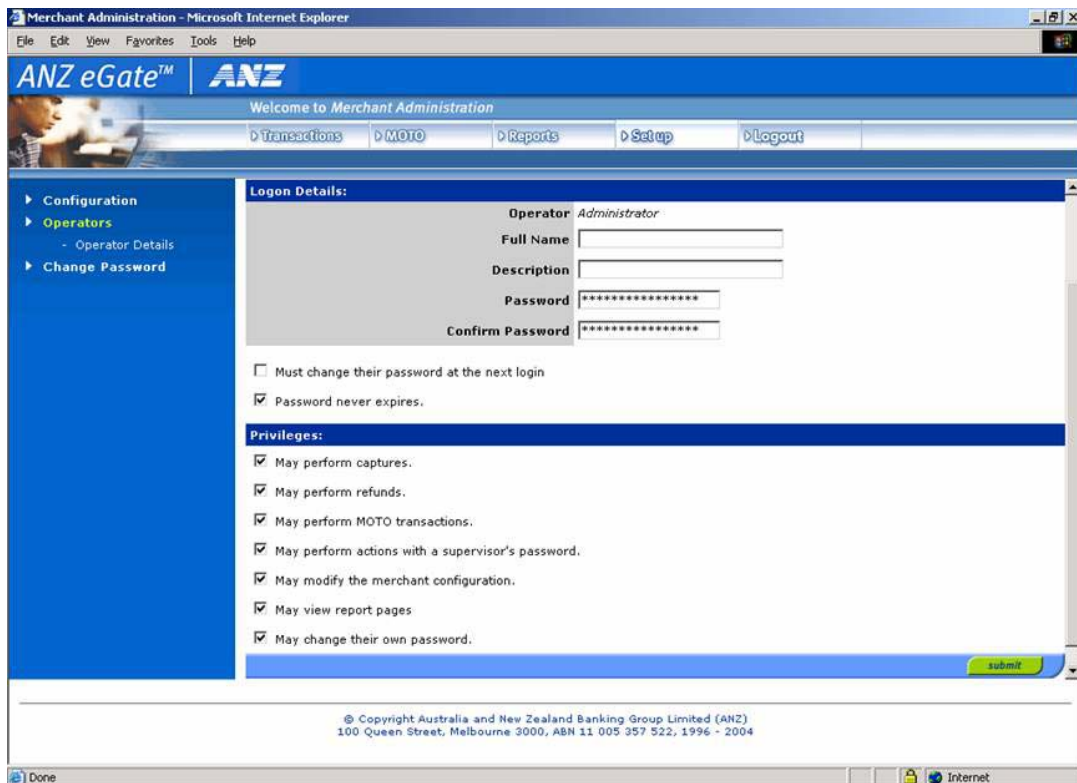 Merchant Administration - Microsoft Internet Explorer
File Edit View Favorites Tools Help
ANZ eGate™ ANZ
Welcome to Merchant Administration
Transactions MOTO Reports Set up Logout
Configuration
Operators
- Operator Details
Change Password
Logon Details:
Operator Administrator
Full Name
Description
Password ****************
Confirm Password ****************
Must change their password at the next login
Password never expires.
Privileges:
May perform captures.
May perform refunds.
May perform MOTO transactions.
May perform actions with a supervisor's password.
May modify the merchant configuration.
May view report pages
May change their own password.
submit
© Copyright Australia and New Zealand Banking Group Limited (ANZ)
100 Queen Street, Melbourne 3000, ABN 11 005 357 522, 1996 - 2004
Done Internet